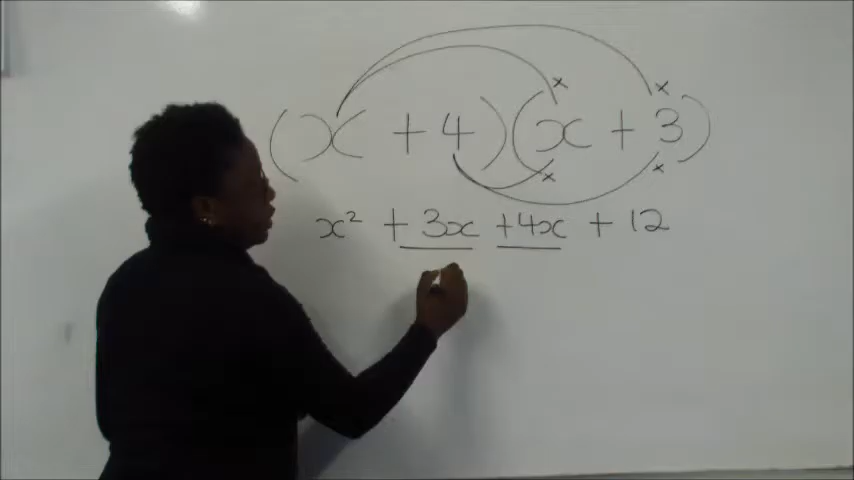 (x + 4)(x + 3)
x² + 3x + 4x + 12